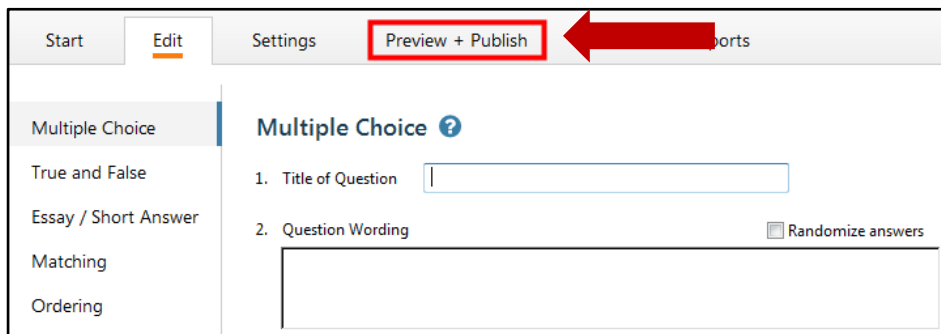 Start Edit Settings Preview + Publish ports
Multiple Choice
True and False
Essay / Short Answer
Matching
Ordering
Multiple Choice ?
1. Title of Question
2. Question Wording Randomize answers